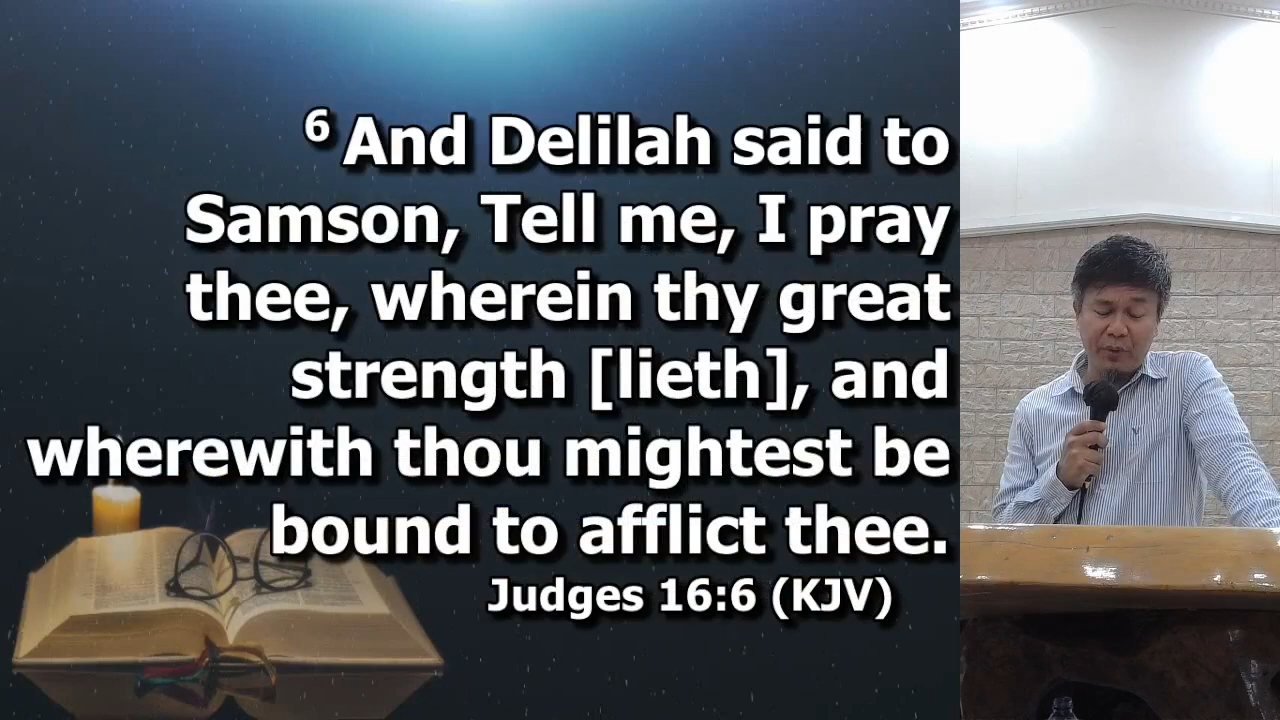 6 And Delilah said to
Samson, Tell me, I pray
thee, wherein thy great
strength [lieth], and
wherewith thou mightest be
bound to afflict thee.
Judges 16:6 (KJV)